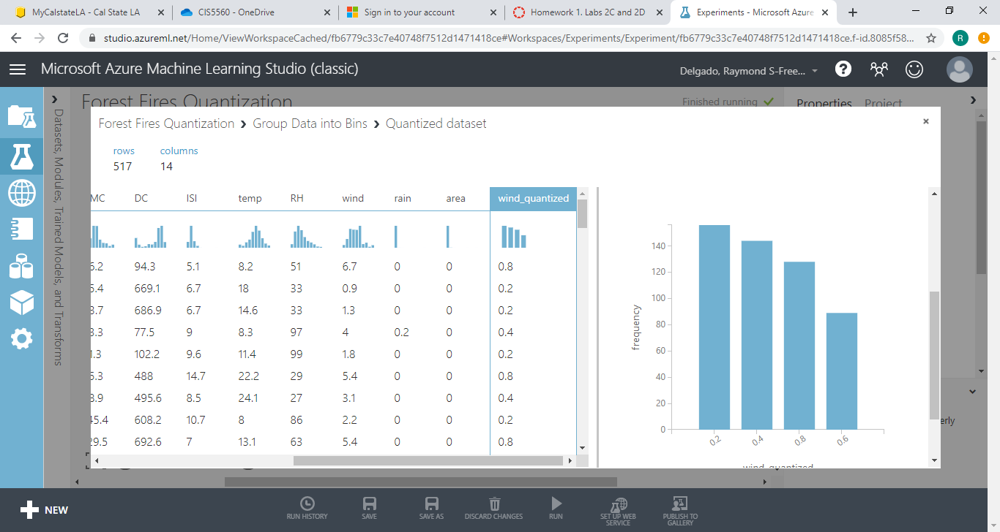 MyCalstateLA - Cal State LA
CIS5560 - OneDrive
Sign in to your account
Homework 1. Labs 2C and 2D
Experiments - Microsoft Azure
studio.azureml.net/Home/ViewWorkspaceCached/fb6779c33c7e40748f7512d1471418ce#Workspaces/Experiments/Experiment/fb6779c33c7e40748f7512d1471418ce.f-id.8085f58...
R
Microsoft Azure Machine Learning Studio (classic)
Delgado, Raymond S-Free...
Forest Fires Quantization
Finished running
Properties Project
Datasets, Modules, Trained Models, and Transforms
Forest Fires Quantization › Group Data into Bins › Quantized dataset
rows columns
517 14
MC DC ISI temp RH wind rain area wind_quantized
6.2 94.3 5.1 8.2 51 6.7 0 0 0.8
5.4 669.1 6.7 18 33 0.9 0 0 0.2
3.7 686.9 6.7 14.6 33 1.3 0 0 0.2
3.3 77.5 9 8.3 97 4 0.2 0 0.4
1.3 102.2 9.6 11.4 99 1.8 0 0 0.2
5.3 488 14.7 22.2 29 5.4 0 0 0.8
8.9 495.6 8.5 24.1 27 3.1 0 0 0.4
45.4 608.2 10.7 8 86 2.2 0 0 0.2
29.5 692.6 7 13.1 63 5.4 0 0 0.8
frequency
140
120
100
80
60
40
20
0
0.2 0.4 0.8 0.6
wind_quantized
erly
NEW
RUN HISTORY
SAVE
SAVE AS
DISCARD CHANGES
RUN
SET UP WEB
SERVICE
PUBLISH TO
GALLERY